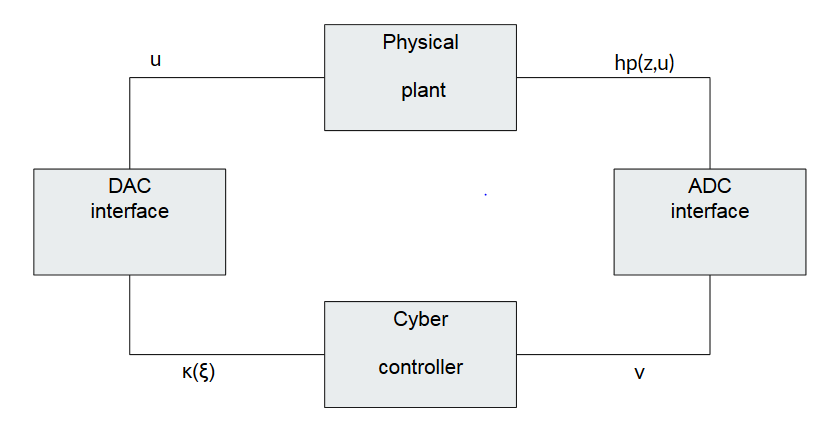 Physical
plant
u
hp(z,u)
DAC
interface
ADC
interface
Cyber
controller
κ(ξ)
v